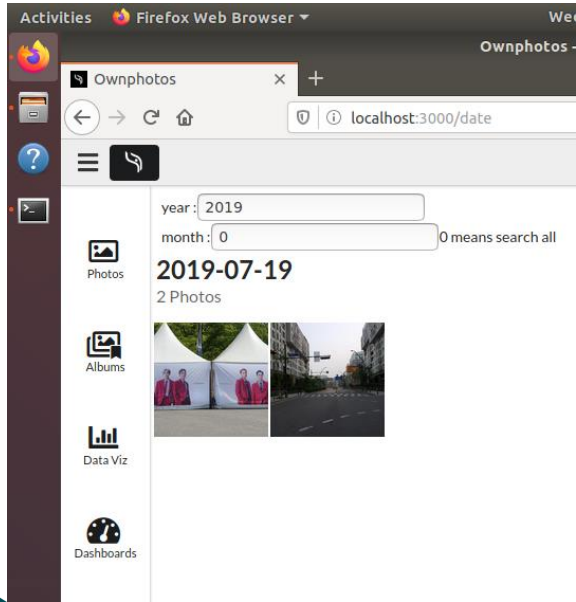 Activities Firefox Web Browser Wed
Ownphotos -
Ownphotos
localhost:3000/date
year : 2019
month : 0 0 means search all
2019-07-19
2 Photos
Photos
Albums
Data Viz
Dashboards